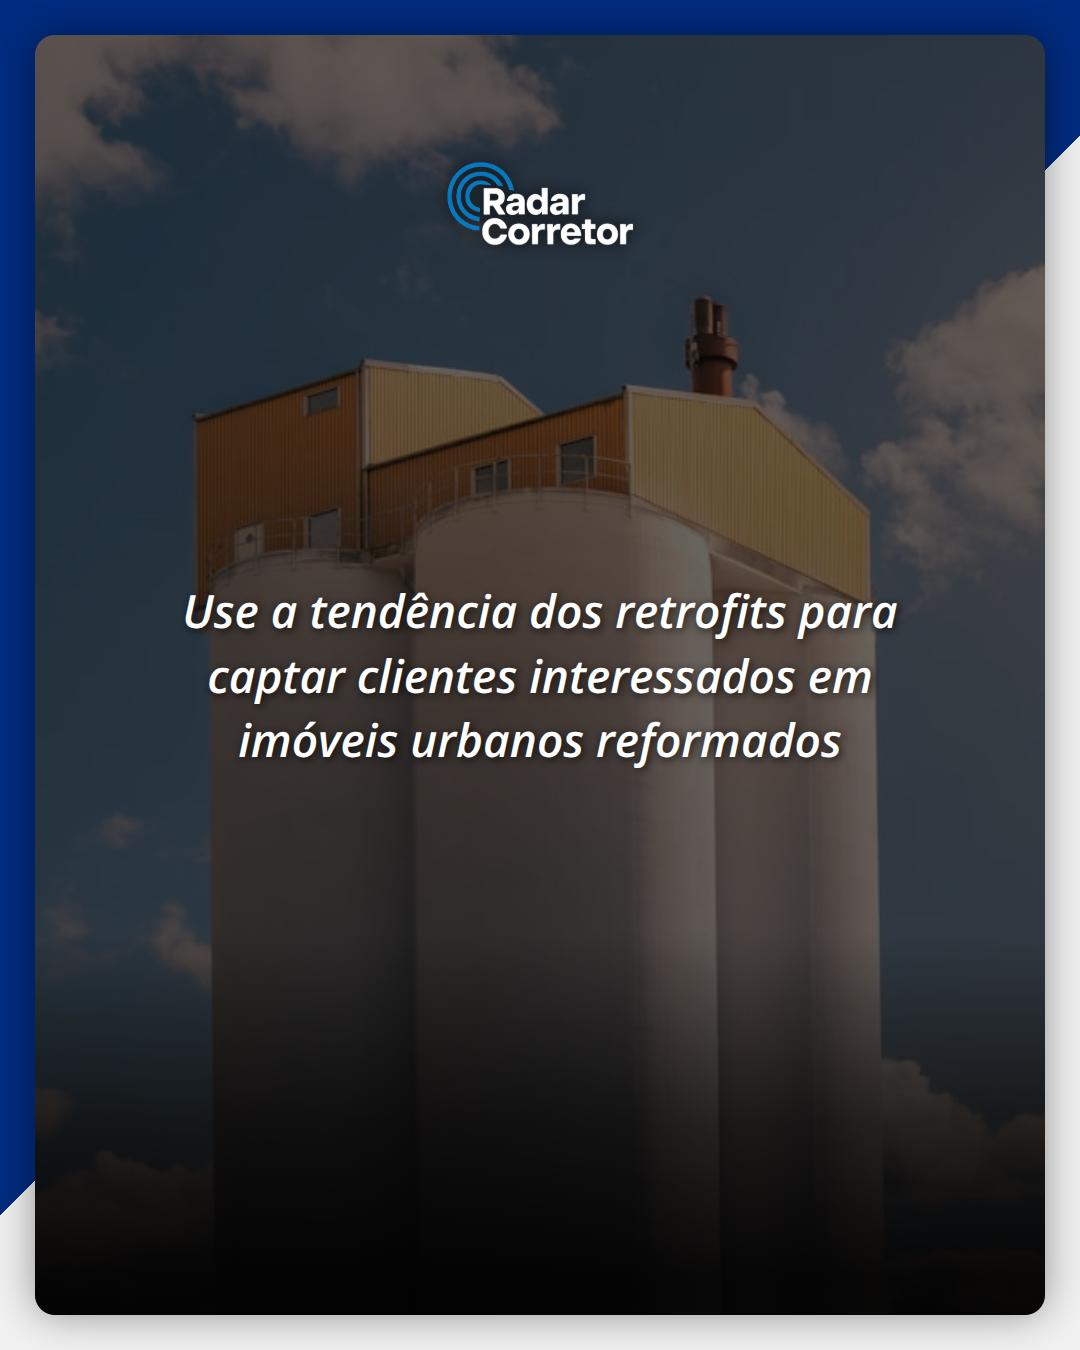 Radar
Corretor
Use a tendência dos retrofits para
captar clientes interessados em
imóveis urbanos reformados